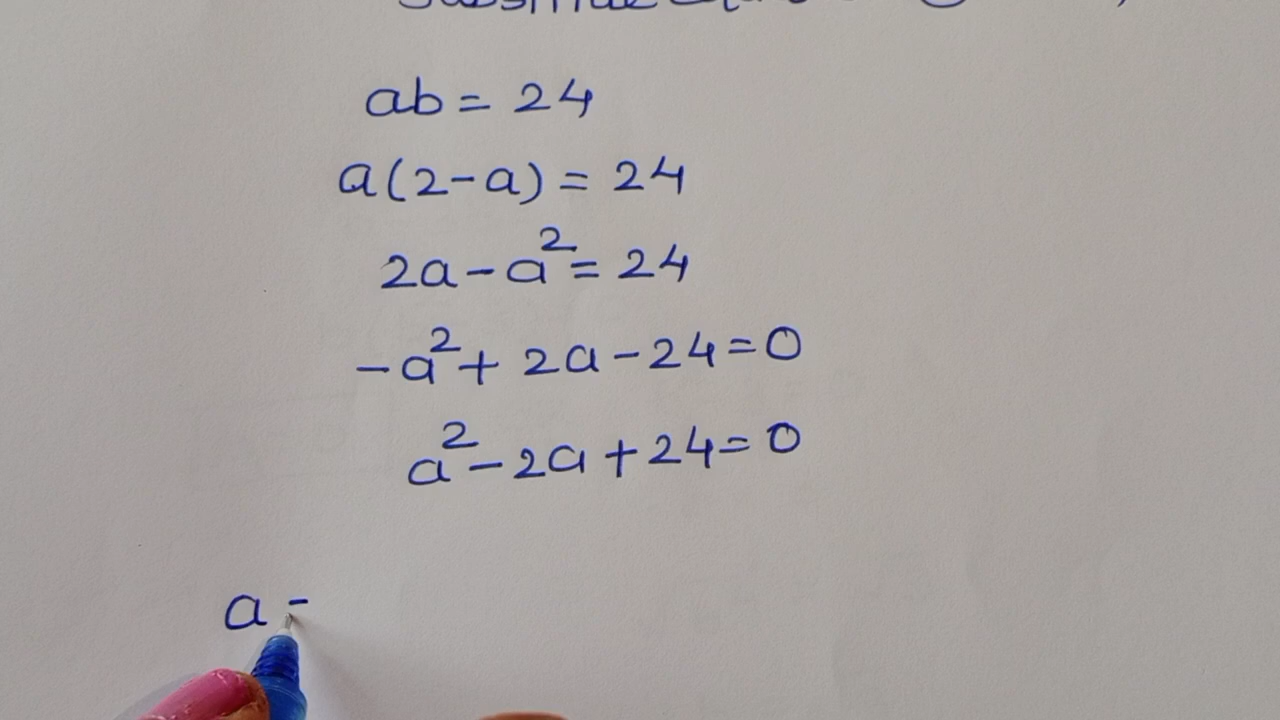 ab = 24
a(2-a) = 24
2a - a² = 24
-a² + 2a - 24 = 0
a² - 2a + 24 = 0
a -